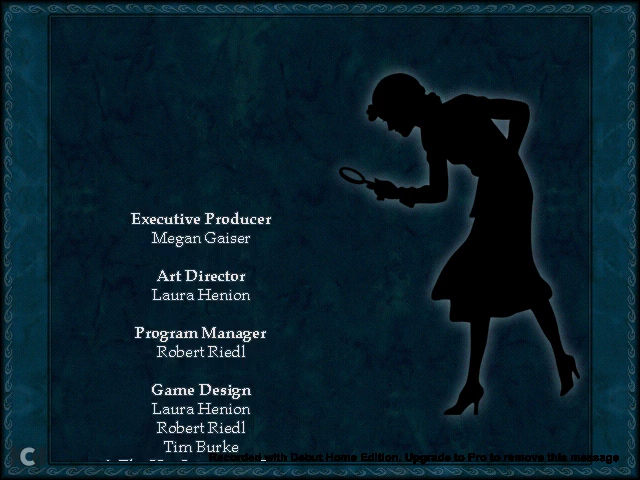 Executive Producer
Megan Gaiser
Art Director
Laura Henion
Program Manager
Robert Riedl
Game Design
Laura Henion
Robert Riedl
Tim Burke
C
Recorded with Debut Home Edition. Upgrade to Pro to remove this message